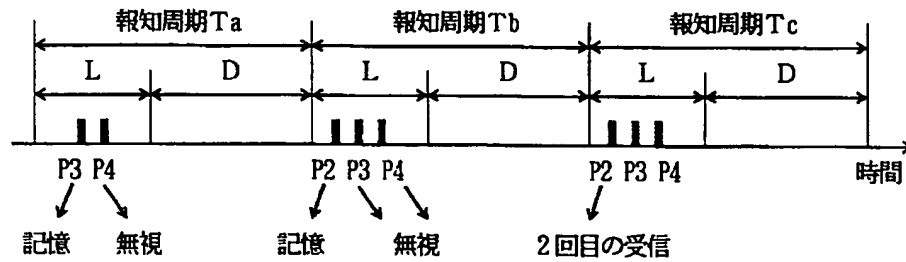 報知周期Ta 報知周期Tb 報知周期Tc
L D L D L D
P3 P4 P2 P3 P4 P2 P3 P4 時間
記憶 無視 記憶 無視 2回目の受信